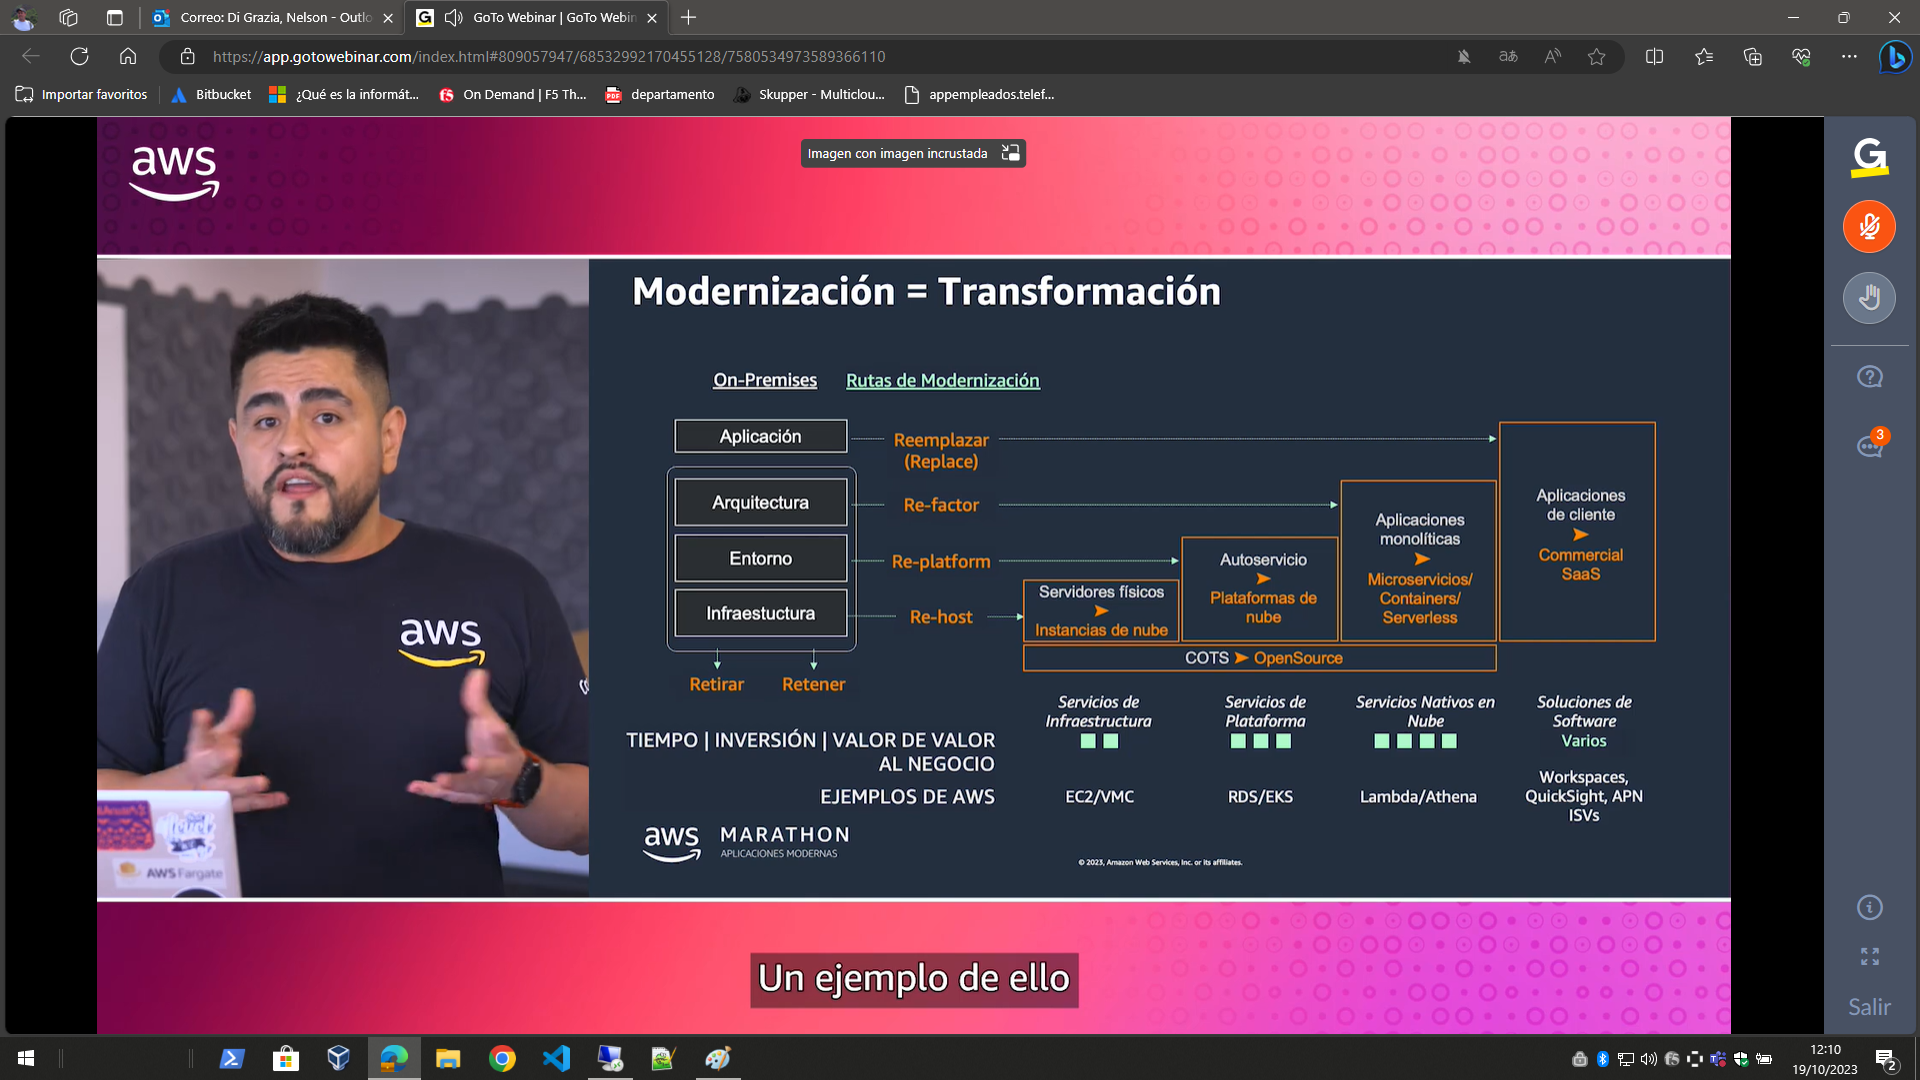 Correo: Di Grazia, Nelson - Outlo
GoTo Webinar | GoTo Webin
https://app.gotowebinar.com/index.html#809057947/68532992170455128/7580534973589366110
Importar favoritos
Bitbucket
¿Qué es la informát...
On Demand | F5 Th...
departamento
Skupper - Multiclou...
appempleados.telef...
aws
Imagen con imagen incrustada
Modernización = Transformación
On-Premises
Rutas de Modernización
Aplicación
Reemplazar
(Replace)
Arquitectura
Re-factor
Entorno
Re-platform
Infraestuctura
Re-host
Retirar
Retener
Servidores físicos
Instancias de nube
Autoservicio
Plataformas de
nube
Aplicaciones
monolíticas
Microservicios/
Containers/
Serverless
Aplicaciones
de cliente
Commercial
SaaS
COTS
OpenSource
Servicios de
Infraestructura
Servicios de
Plataforma
Servicios Nativos en
Nube
Soluciones de
Software
Varios
TIEMPO | INVERSIÓN | VALOR DE VALOR
AL NEGOCIO
EJEMPLOS DE AWS
EC2/VMC
RDS/EKS
Lambda/Athena
Workspaces,
QuickSight, APN
ISVs
aws
MARATHON
APLICACIONES MODERNAS
© 2023, Amazon Web Services, Inc. or its affiliates.
aws
AWS Fargate
Un ejemplo de ello
G
3
Salir
12:10
19/10/2023
2